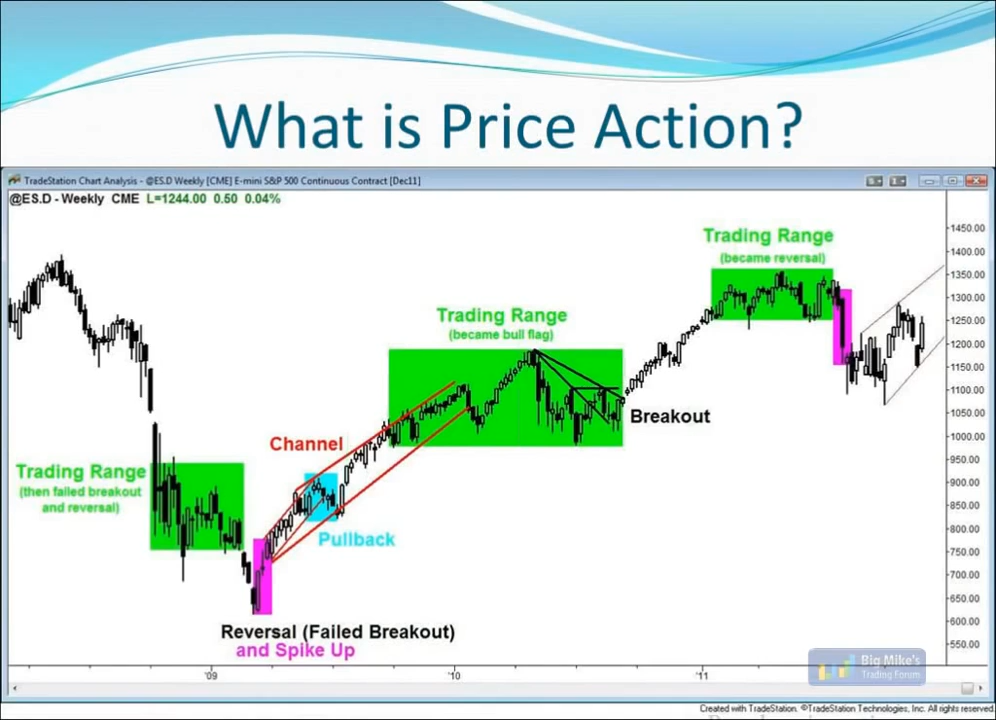 What is Price Action?
TradeStation Chart Analysis - @ES.D Weekly [CME] E-mini S&P 500 Continuous Contract [Dec11]
@ES.D - Weekly CME L=1244.00 0.50 0.04%
Trading Range
(became reversal)
Trading Range
(became bull flag)
Breakout
Channel
Trading Range
(then failed breakout
and reversal)
Pullback
Reversal (Failed Breakout)
and Spike Up
1450.00
1400.00
1350.00
1300.00
1250.00
1200.00
1150.00
1100.00
1050.00
1000.00
950.00
900.00
850.00
800.00
750.00
700.00
650.00
600.00
550.00
'09
'10
'11
Big Mike's
Trading Forum
Created with TradeStation. ©TradeStation Technologies, Inc. All rights reserved.